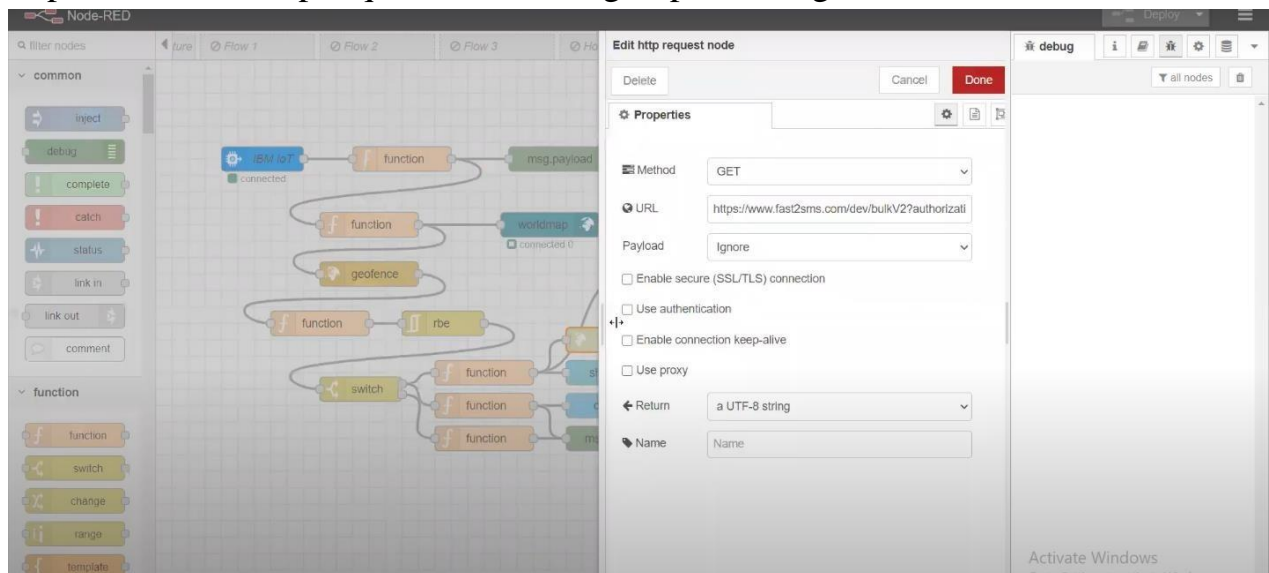 Node-RED
Deploy
filter nodes
ture
Flow 1
Flow 2
Flow 3
Edit http request node
debug
all nodes
common
inject
debug
complete
catch
status
link in
link out
comment
function
function
switch
change
range
template
IBM IoT
connected
function
msg.payload
function
worldmap
connected 0
geofence
function
rbe
switch
function
function
function
Delete
Cancel
Done
Properties
Method
GET
URL
https://www.fast2sms.com/dev/bulkV2?authorizati
Payload
Ignore
Enable secure (SSL/TLS) connection
Use authentication
Enable connection keep-alive
Use proxy
Return
a UTF-8 string
Name
Name
Activate Windows